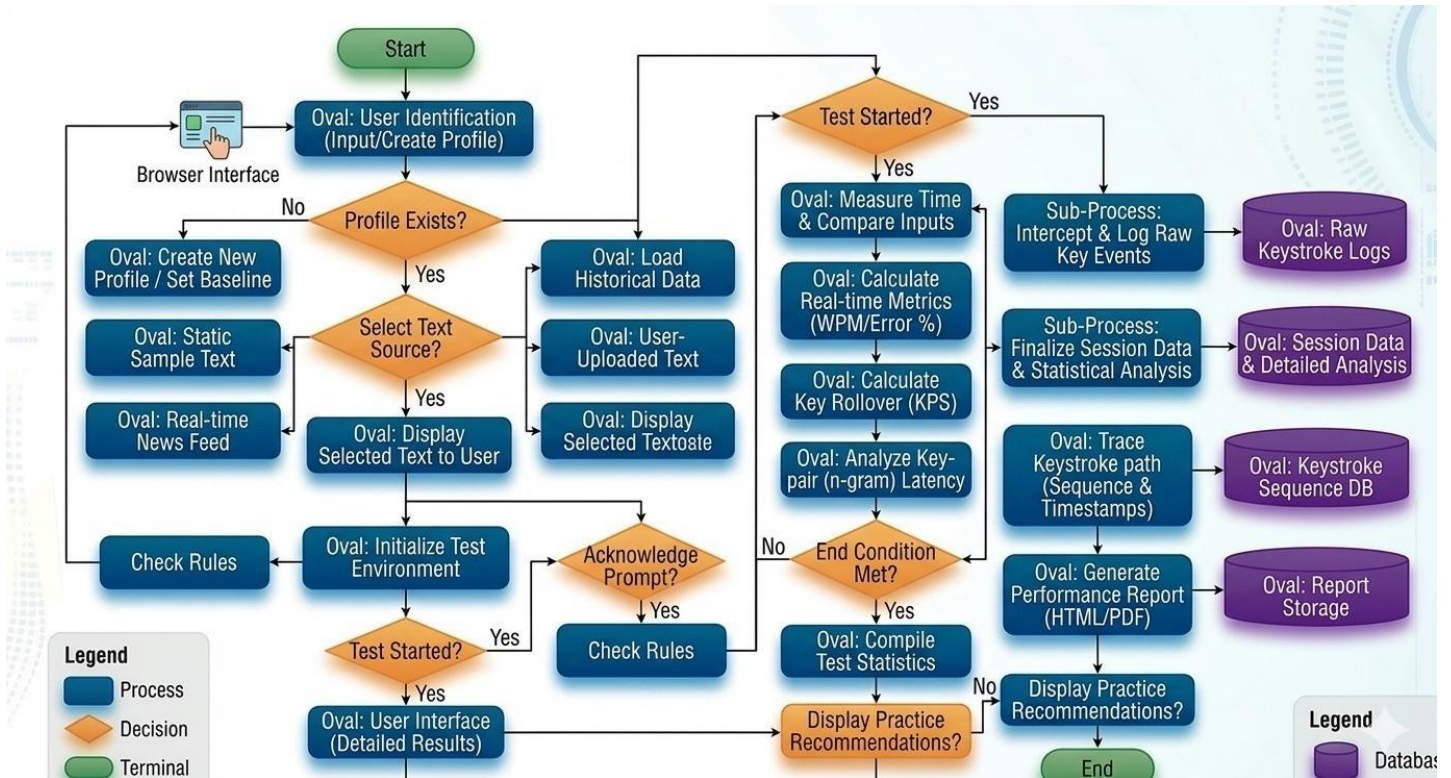 Start
Oval: User Identification
(Input/Create Profile)
Browser Interface
Profile Exists?
No
Yes
Oval: Create New
Profile / Set Baseline
Oval: Load
Historical Data
Select Text
Source?
Oval: Static
Sample Text
Oval: User-
Uploaded Text
Yes
Oval: Real-time
News Feed
Oval: Display
Selected Text to User
Oval: Display
Selected Textoate
Check Rules
Oval: Initialize Test
Environment
Acknowledge
Prompt?
Yes
Test Started?
Yes
Yes
Check Rules
Oval: User Interface
(Detailed Results)
Test Started?
Yes
Yes
Oval: Measure Time
& Compare Inputs
Oval: Calculate
Real-time Metrics
(WPM/Error %)
Oval: Calculate
Key Rollover (KPS)
Oval: Analyze Key-
pair (n-gram) Latency
End Condition
Met?
No
Yes
Oval: Compile
Test Statistics
Display Practice
Recommendations?
No
Sub-Process:
Intercept & Log Raw
Key Events
Oval: Raw
Keystroke Logs
Sub-Process:
Finalize Session Data
& Statistical Analysis
Oval: Session Data
& Detailed Analysis
Oval: Trace
Keystroke path
(Sequence &
Timestamps)
Oval: Keystroke
Sequence DB
Oval: Generate
Performance Report
(HTML/PDF)
Oval: Report
Storage
Display Practice
Recommendations?
End
Legend
Process
Decision
Terminal
Legend
Databas